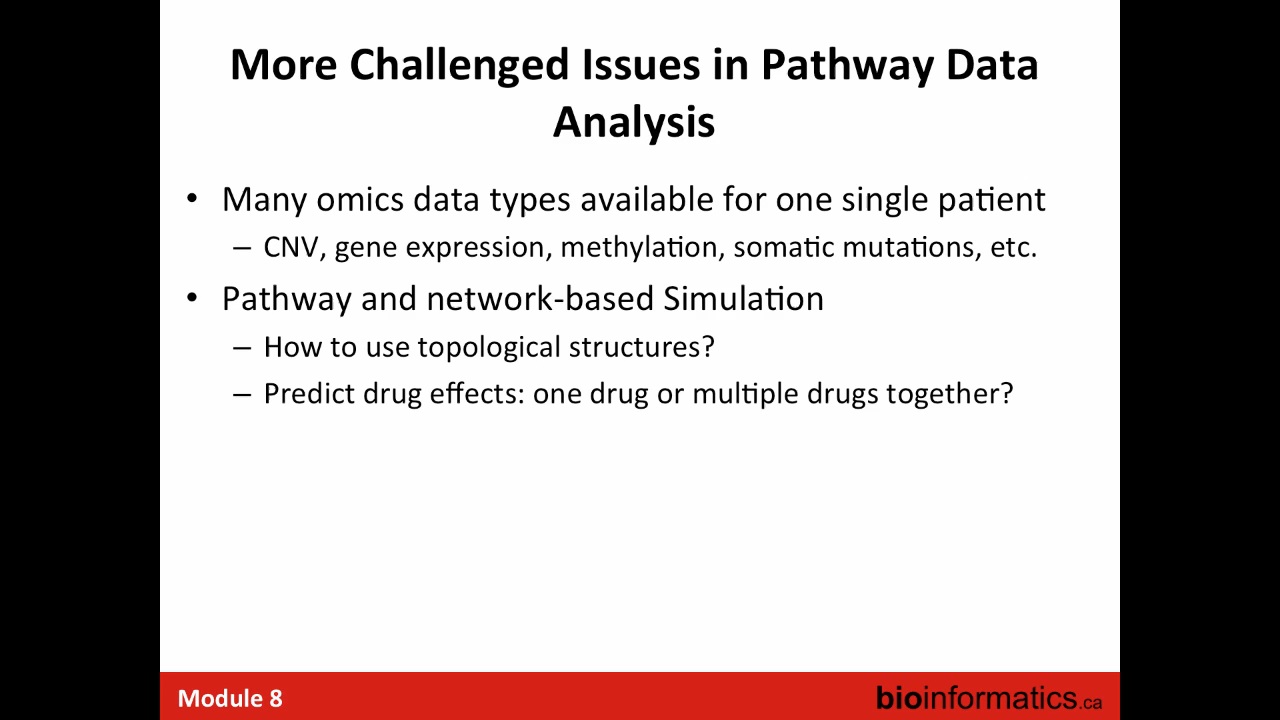 More Challenged Issues in Pathway Data
Analysis
• Many omics data types available for one single patient
– CNV, gene expression, methylation, somatic mutations, etc.
• Pathway and network-based Simulation
– How to use topological structures?
– Predict drug effects: one drug or multiple drugs together?
Module 8
bioinformatics.ca